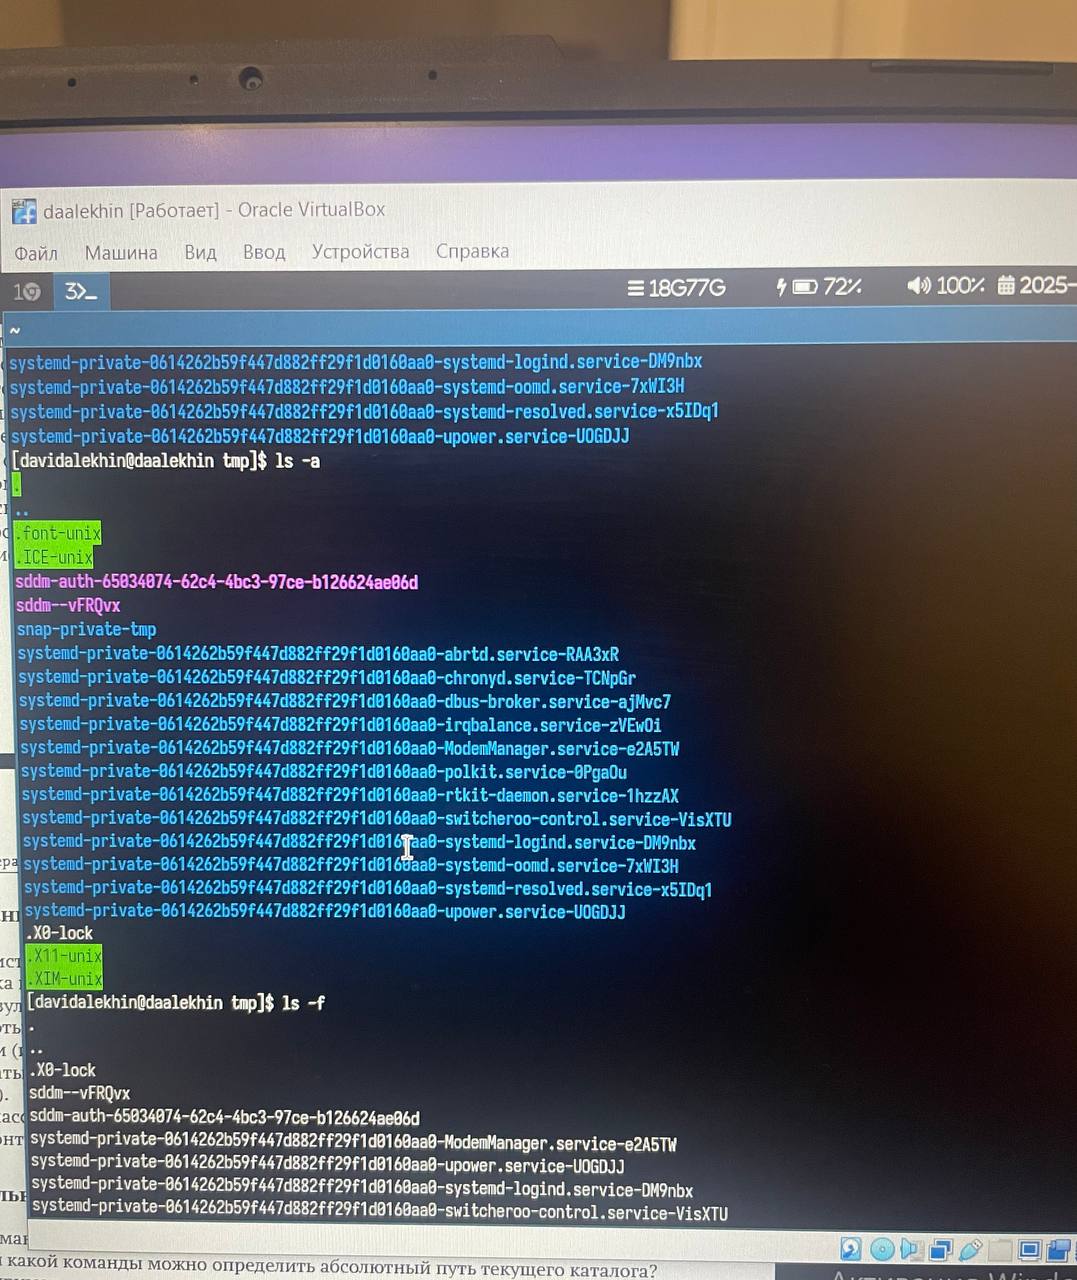 daalekhin [Работает] - Oracle VirtualBox
Файл Машина Вид Ввод Устройства Справка
1 3 18G77G 72% 100% 2025-
~
systemd-private-0614262b59f447d882ff29f1d0160aa0-systemd-logind.service-DM9nbx
systemd-private-0614262b59f447d882ff29f1d0160aa0-systemd-oomd.service-7xWI3H
systemd-private-0614262b59f447d882ff29f1d0160aa0-systemd-resolved.service-x5IDq1
systemd-private-0614262b59f447d882ff29f1d0160aa0-upower.service-UOGDJJ
[davidalekhin@daalekhin tmp]$ ls -a
.
..
.font-unix
.ICE-unix
sddm-auth-65034074-62c4-4bc3-97ce-b126624ae06d
sddm--vFRQvx
snap-private-tmp
systemd-private-0614262b59f447d882ff29f1d0160aa0-abrtd.service-RAA3xR
systemd-private-0614262b59f447d882ff29f1d0160aa0-chronyd.service-TCNpGr
systemd-private-0614262b59f447d882ff29f1d0160aa0-dbus-broker.service-ajMvc7
systemd-private-0614262b59f447d882ff29f1d0160aa0-irqbalance.service-zVEwOi
systemd-private-0614262b59f447d882ff29f1d0160aa0-ModemManager.service-e2A5TW
systemd-private-0614262b59f447d882ff29f1d0160aa0-polkit.service-0PgaOu
systemd-private-0614262b59f447d882ff29f1d0160aa0-rtkit-daemon.service-1hzzAX
systemd-private-0614262b59f447d882ff29f1d0160aa0-switcheroo-control.service-VisXTU
systemd-private-0614262b59f447d882ff29f1d0160aa0-systemd-logind.service-DM9nbx
systemd-private-0614262b59f447d882ff29f1d0160aa0-systemd-oomd.service-7xWI3H
systemd-private-0614262b59f447d882ff29f1d0160aa0-systemd-resolved.service-x5IDq1
systemd-private-0614262b59f447d882ff29f1d0160aa0-upower.service-UOGDJJ
.X0-lock
.X11-unix
.XIM-unix
[davidalekhin@daalekhin tmp]$ ls -f
.
..
.X0-lock
sddm--vFRQvx
sddm-auth-65034074-62c4-4bc3-97ce-b126624ae06d
systemd-private-0614262b59f447d882ff29f1d0160aa0-ModemManager.service-e2A5TW
systemd-private-0614262b59f447d882ff29f1d0160aa0-upower.service-UOGDJJ
systemd-private-0614262b59f447d882ff29f1d0160aa0-systemd-logind.service-DM9nbx
systemd-private-0614262b59f447d882ff29f1d0160aa0-switcheroo-control.service-VisXTU
какой команды можно определить абсолютный путь текущего каталога?